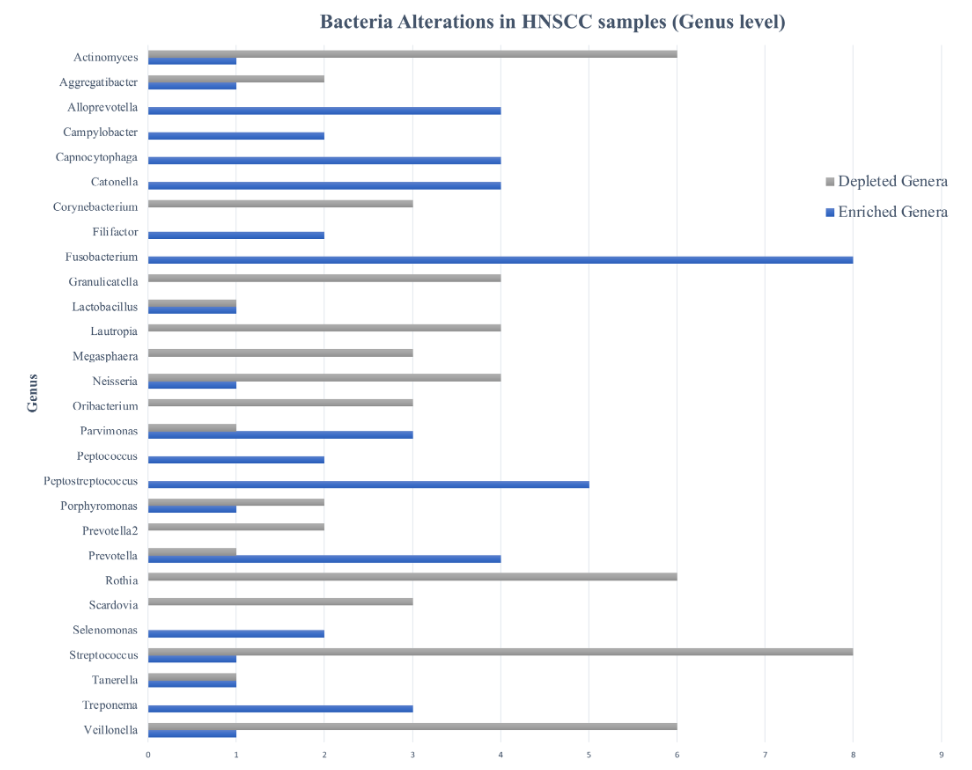 Bacteria Alterations in HNSCC samples (Genus level)
Actinomyces
Aggregatibacter
Alloprevotella
Campylobacter
Capnocytophaga
Catonella
Corynebacterium
Filifactor
Fusobacterium
Granulicatella
Lactobacillus
Lautropia
Megasphaera
Neisseria
Oribacterium
Parvimonas
Peptococcus
Peptostreptococcus
Porphyromonas
Prevotella2
Prevotella
Rothia
Scardovia
Selenomonas
Streptococcus
Tanerella
Treponema
Veillonella
Genus
0 1 2 3 4 5 6 7 8 9
Depleted Genera
Enriched Genera